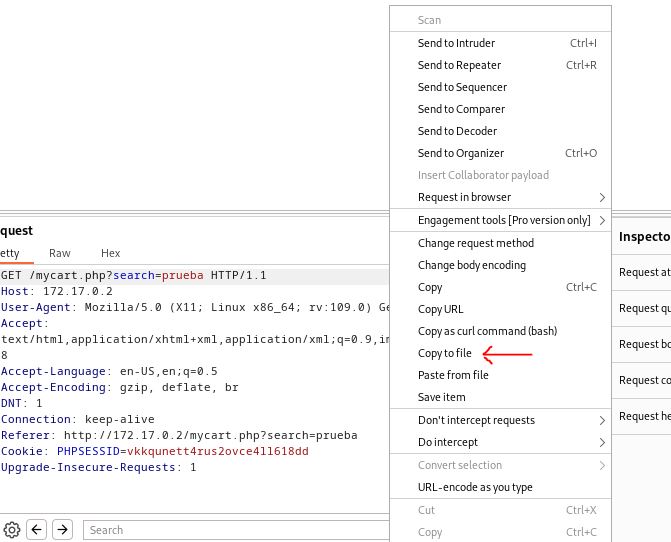 Scan
Send to Intruder Ctrl+I
Send to Repeater Ctrl+R
Send to Sequencer
Send to Comparer
Send to Decoder
Send to Organizer Ctrl+O
Insert Collaborator payload
Request in browser
Engagement tools [Pro version only]
Change request method
Change body encoding
Copy Ctrl+C
Copy URL
Copy as curl command (bash)
Copy to file
Paste from file
Save item
Don't intercept requests
Do intercept
Convert selection
URL-encode as you type
Cut Ctrl+X
Copy Ctrl+C
quest
etty Raw Hex
GET /mycart.php?search=prueba HTTP/1.1
Host: 172.17.0.2
User-Agent: Mozilla/5.0 (X11; Linux x86_64; rv:109.0) Ge
Accept:
text/html,application/xhtml+xml,application/xml;q=0.9,im
8
Accept-Language: en-US,en;q=0.5
Accept-Encoding: gzip, deflate, br
DNT: 1
Connection: keep-alive
Referer: http://172.17.0.2/mycart.php?search=prueba
Cookie: PHPSESSID=vkkqunett4rus2ovce4ll618dd
Upgrade-Insecure-Requests: 1
Search
Inspecto
Request at
Request qu
Request bo
Request co
Request he